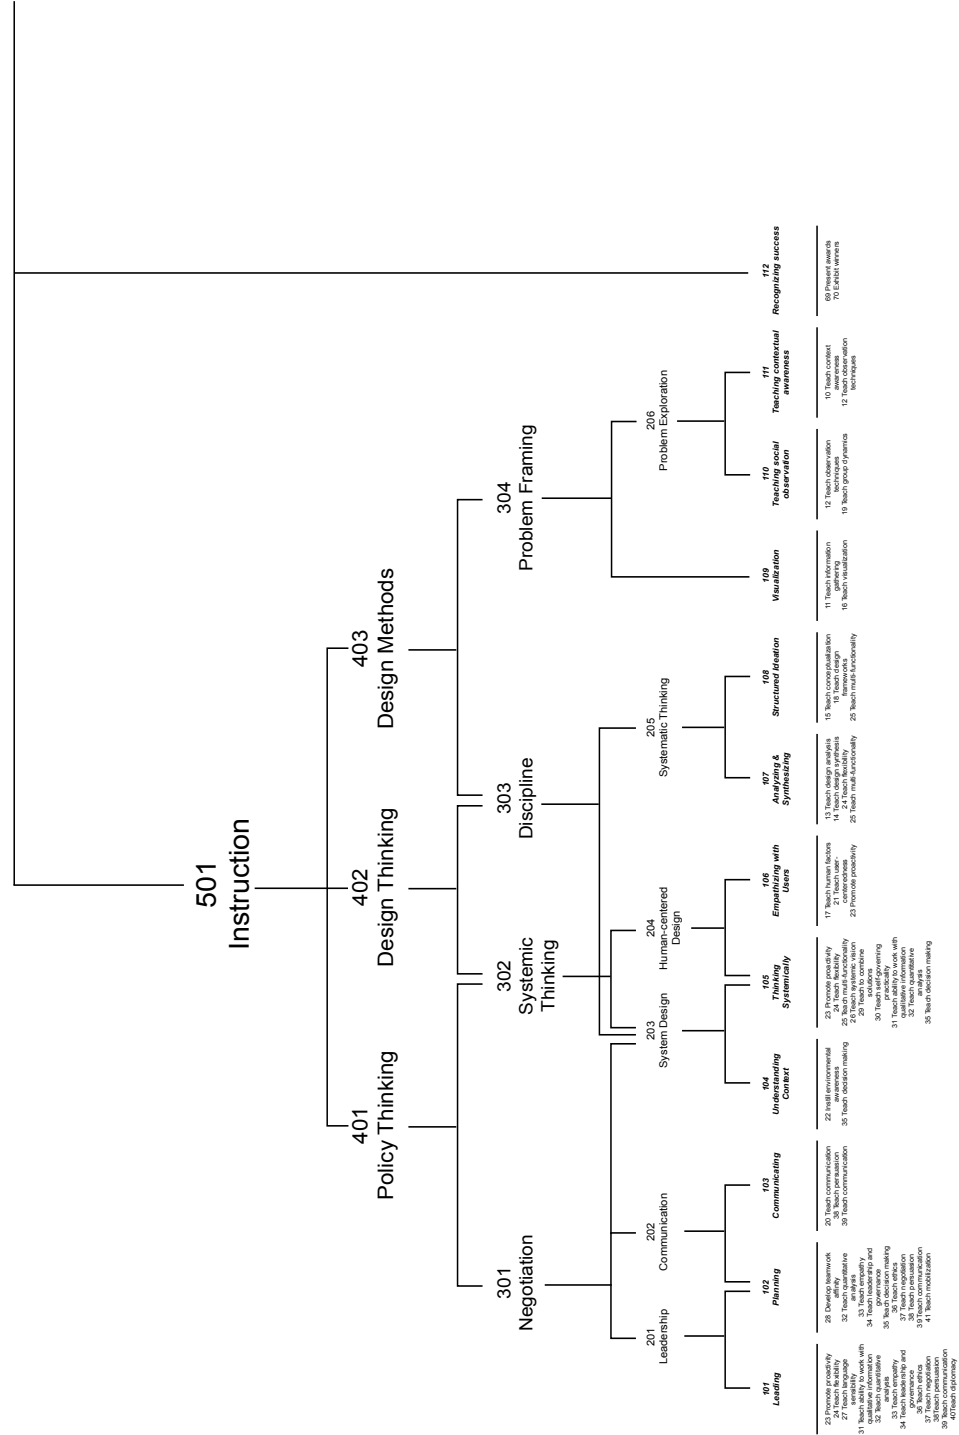 501
Instruction
401
Policy Thinking
402
Design Thinking
403
Design Methods
301
Negotiation
302
Systemic
Thinking
303
Discipline
304
Problem Framing
201
Leadership
202
Communication
203
System Design
204
Human-centered
Design
205
Systematic Thinking
206
Problem Exploration
101
Leading
102
Planning
103
Communicating
104
Understanding
Context
105
Thinking
Systemically
106
Empathizing with
Users
107
Analyzing &
Synthesizing
108
Structured Ideation
109
Visualization
110
Teaching social
observation
111
Teaching contextual
awareness
112
Recognizing success
23 Promote proactivity
24 Teach flexibility
27 Teach language
sensibility
31 Teach ability to work with
qualitative information
32 Teach quantitative
analysis
33 Teach empathy
34 Teach leadership and
governance
36 Teach ethics
37 Teach negotiation
38Teach persuasion
39 Teach communication
40Teach diplomacy
28 Develop teamwork
affinity
32 Teach quantitative
analysis
33 Teach empathy
34 Teach leadership and
governance
35 Teach decision making
36 Teach ethics
37 Teach negotiation
38 Teach persuasion
39 Teach communication
41 Teach mobilization
20 Teach communication
38 Teach persuasion
39 Teach communication
22 Instill environmental
awareness
35 Teach decision making
23 Promote proactivity
24 Teach flexibility
25 Teach multi-functionality
26 Teach systemic vision
29 Teach to combine
solutions
30 Teach self-governing
practicality
31 Teach ability to work with
qualitative information
32 Teach quantitative
analysis
35 Teach decision making
17 Teach human factors
21 Teach user-
centeredness
23 Promote proactivity
13 Teach design analysis
14 Teach design synthesis
24 Teach flexibility
25 Teach multi-functionality
15 Teach conceptualization
18 Teach design
frameworks
25 Teach multi-functionality
11 Teach information
gathering
16 Teach visualization
12 Teach observation
techniques
19 Teach group dynamics
10 Teach context
awareness
12 Teach observation
techniques
69 Present awards
70 Exhibit winners